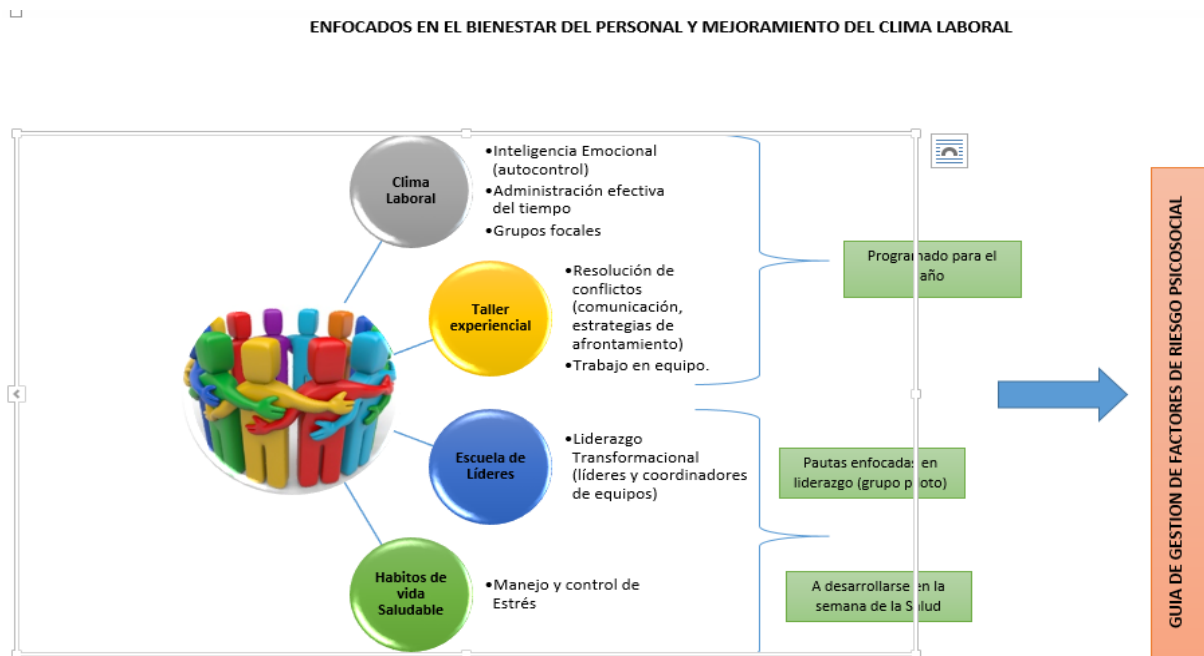 ENFOCADOS EN EL BIENESTAR DEL PERSONAL Y MEJORAMIENTO DEL CLIMA LABORAL
Clima
Laboral
•Inteligencia Emocional
(autocontrol)
•Administración efectiva
del tiempo
•Grupos focales
Taller
experiencial
•Resolución de
conflictos
(comunicación,
estrategias de
afrontamiento)
•Trabajo en equipo.
Programado para el
año
Escuela de
Líderes
•Liderazgo
Transformacional
(líderes y coordinadores
de equipos)
Pautas enfocadas en
liderazgo (grupo piloto)
Habitos de
vida
Saludable
•Manejo y control de
Estrés
A desarrollarse en la
semana de la Salud
GUIA DE GESTION DE FACTORES DE RIESGO PSICOSOCIAL